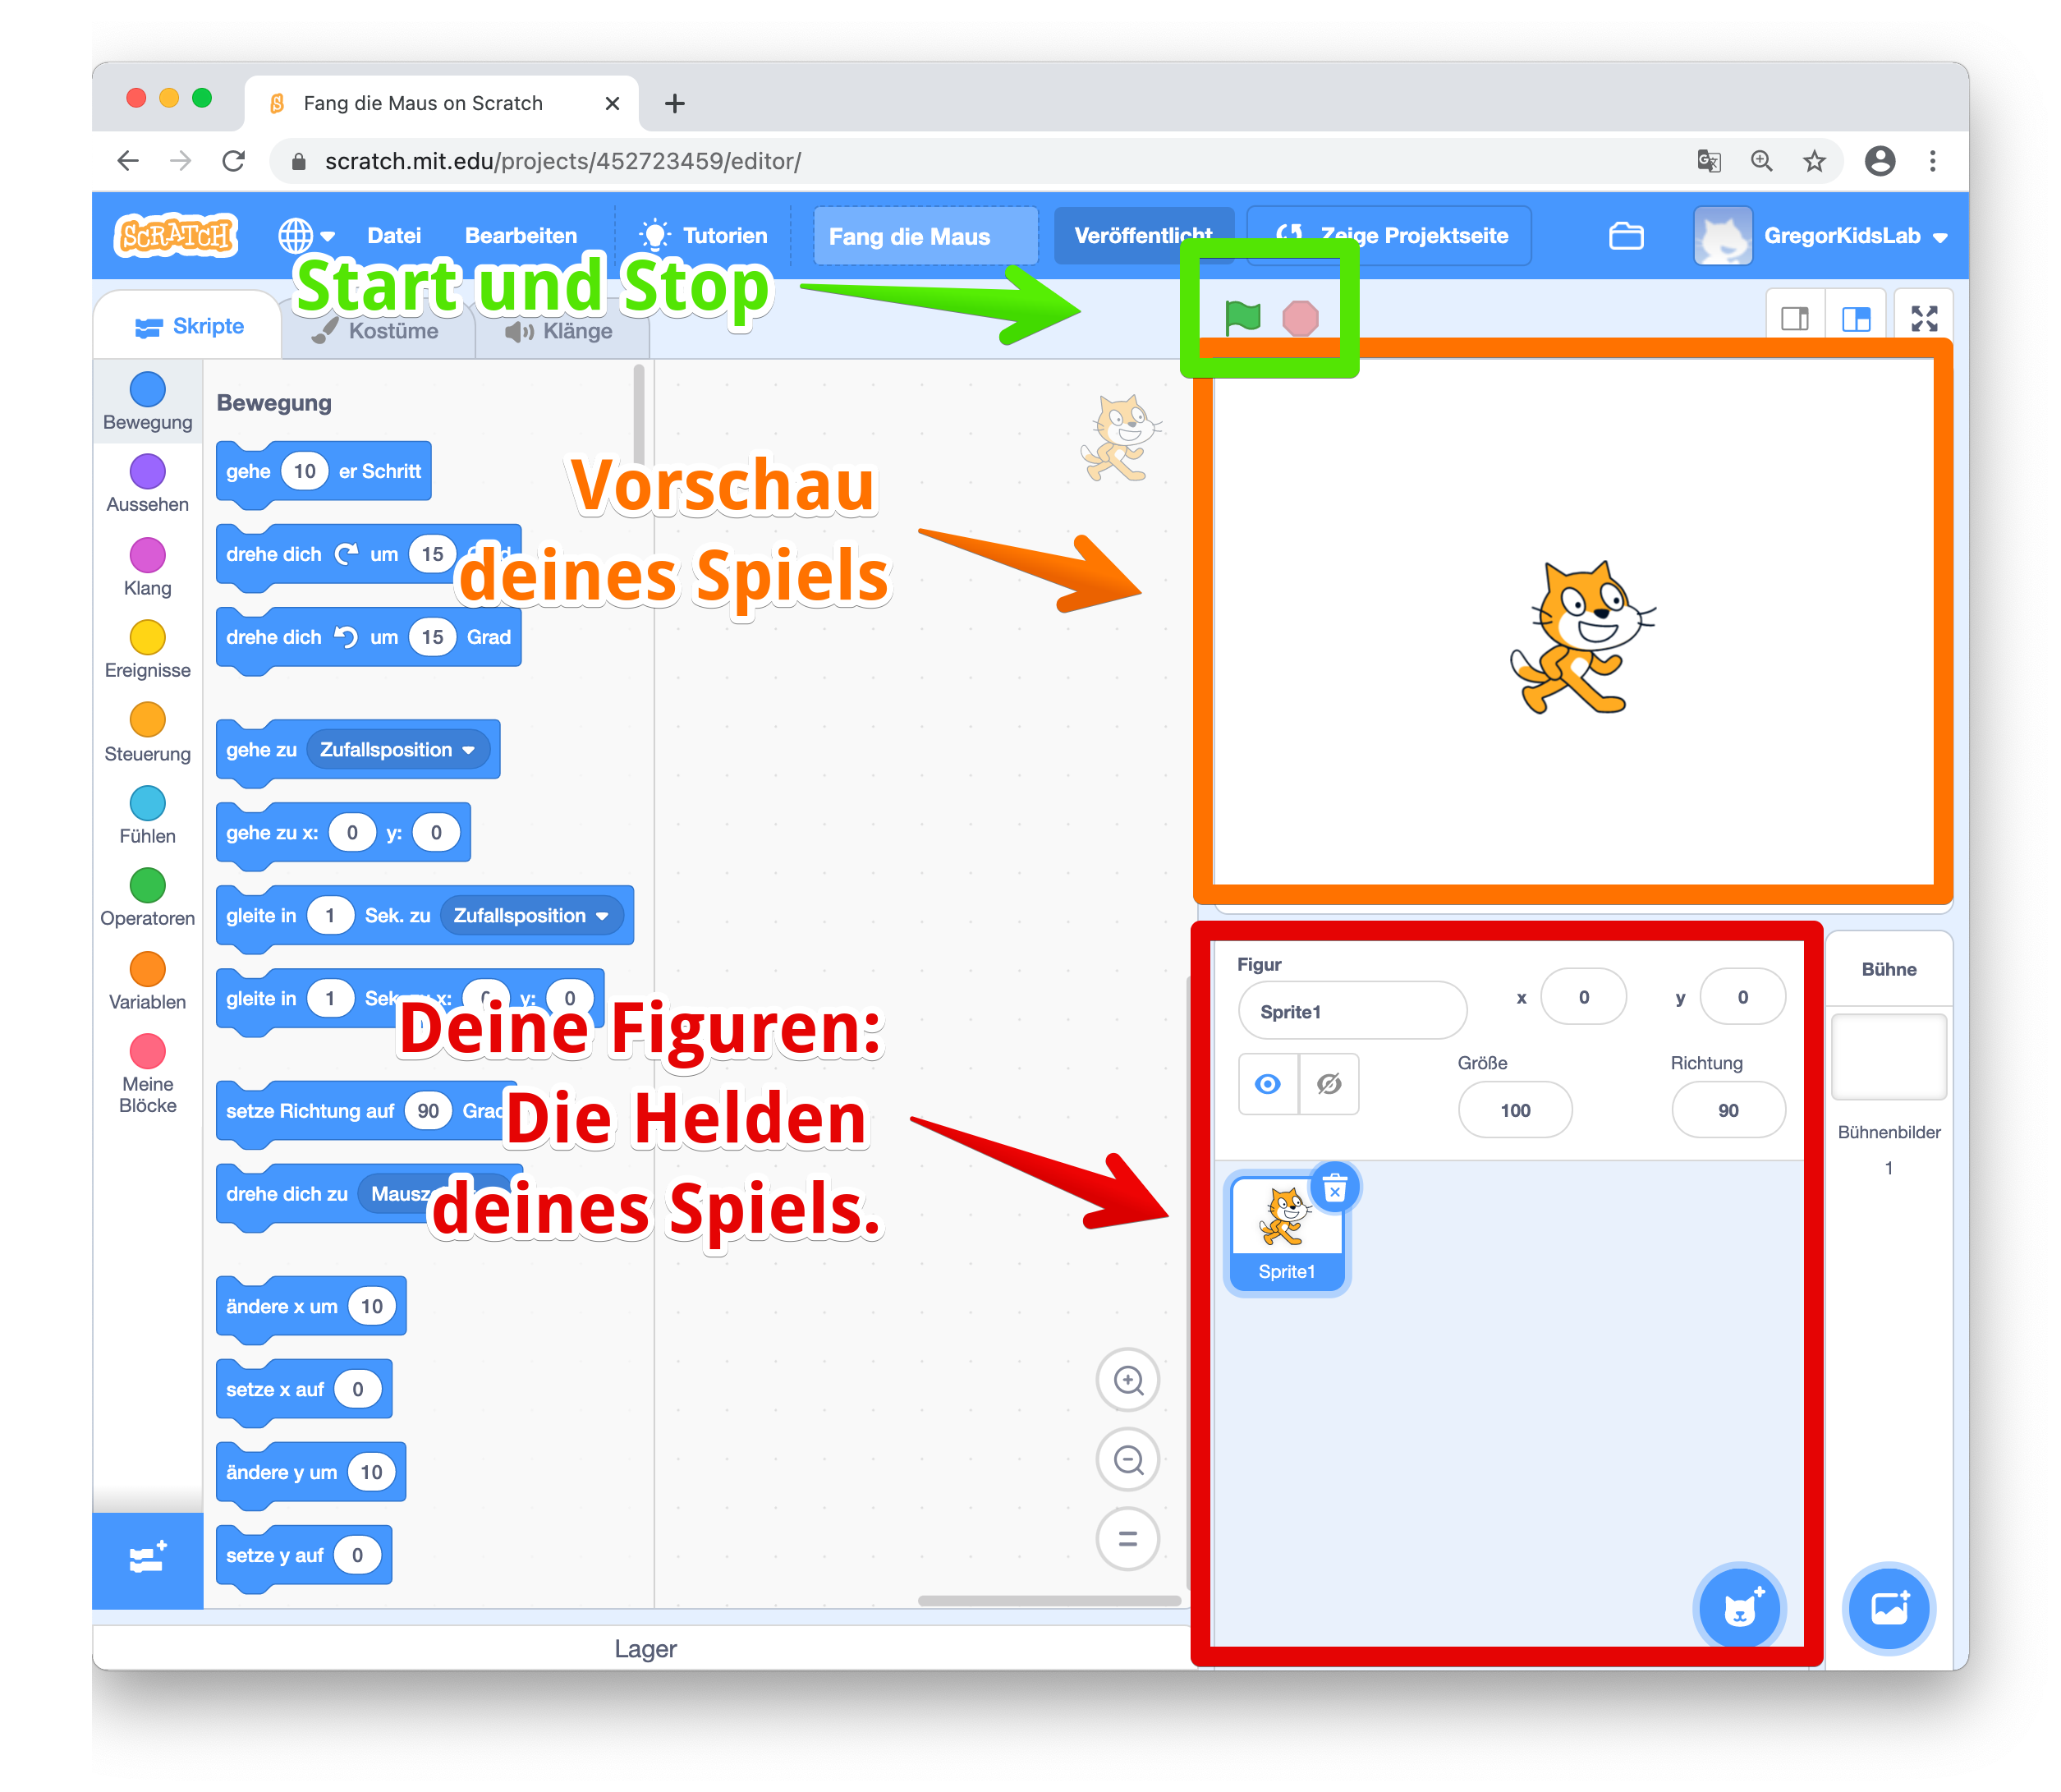 Fang die Maus on Scratch
scratch.mit.edu/projects/452723459/editor/
SCRATCH
Datei
Bearbeiten
Tutorien
Fang die Maus
Veröffentlicht
Zeige Projektseite
GregorKidsLab
Start und Stop
Skripte
Kostüme
Klänge
Bewegung
Aussehen
Klang
Ereignisse
Steuerung
Fühlen
Operatoren
Variablen
Meine
Blöcke
Bewegung
gehe 10 er Schritt
drehe dich um 15
drehe dich um 15 Grad
gehe zu Zufallsposition
gehe zu x: 0 y: 0
gleite in 1 Sek. zu Zufallsposition
gleite in 1 Sek. zu x: 0 y: 0
setze Richtung auf 90 Grad
drehe dich zu
ändere x um 10
setze x auf 0
ändere y um 10
setze y auf 0
Vorschau
deines Spiels
Deine Figuren:
Die Helden
deines Spiels.
Figur
Sprite1
x 0
y 0
Größe
100
Richtung
90
Sprite1
Bühne
Bühnenbilder
1
Lager